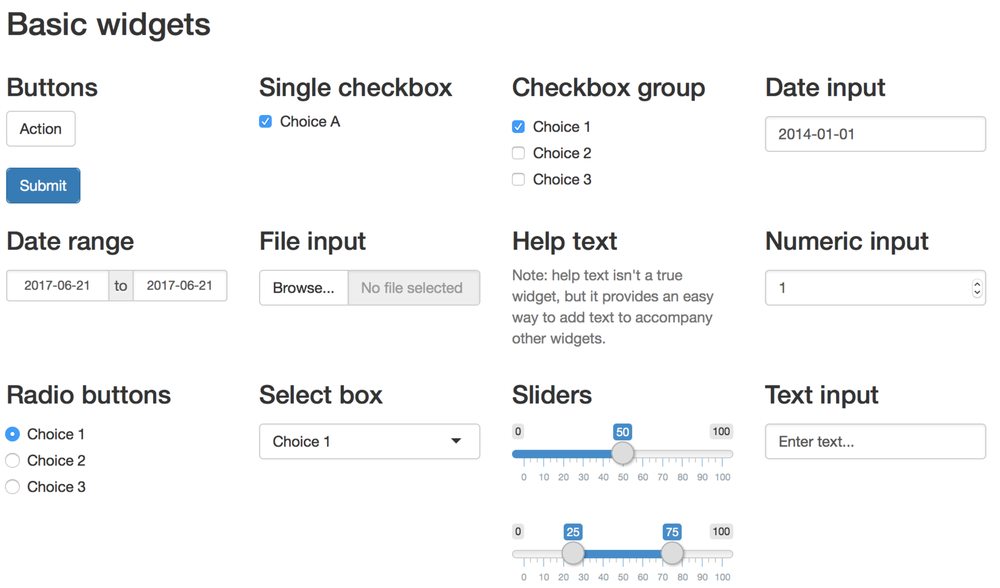 Basic widgets
Buttons
Action
Submit
Single checkbox
Choice A
Checkbox group
Choice 1
Choice 2
Choice 3
Date input
2014-01-01
Date range
2017-06-21 to 2017-06-21
File input
Browse... No file selected
Help text
Note: help text isn't a true
widget, but it provides an easy
way to add text to accompany
other widgets.
Numeric input
1
Radio buttons
Choice 1
Choice 2
Choice 3
Select box
Choice 1
Sliders
0 50 100
0 10 20 30 40 50 60 70 80 90 100
0 25 75 100
0 10 20 30 40 50 60 70 80 90 100
Text input
Enter text...